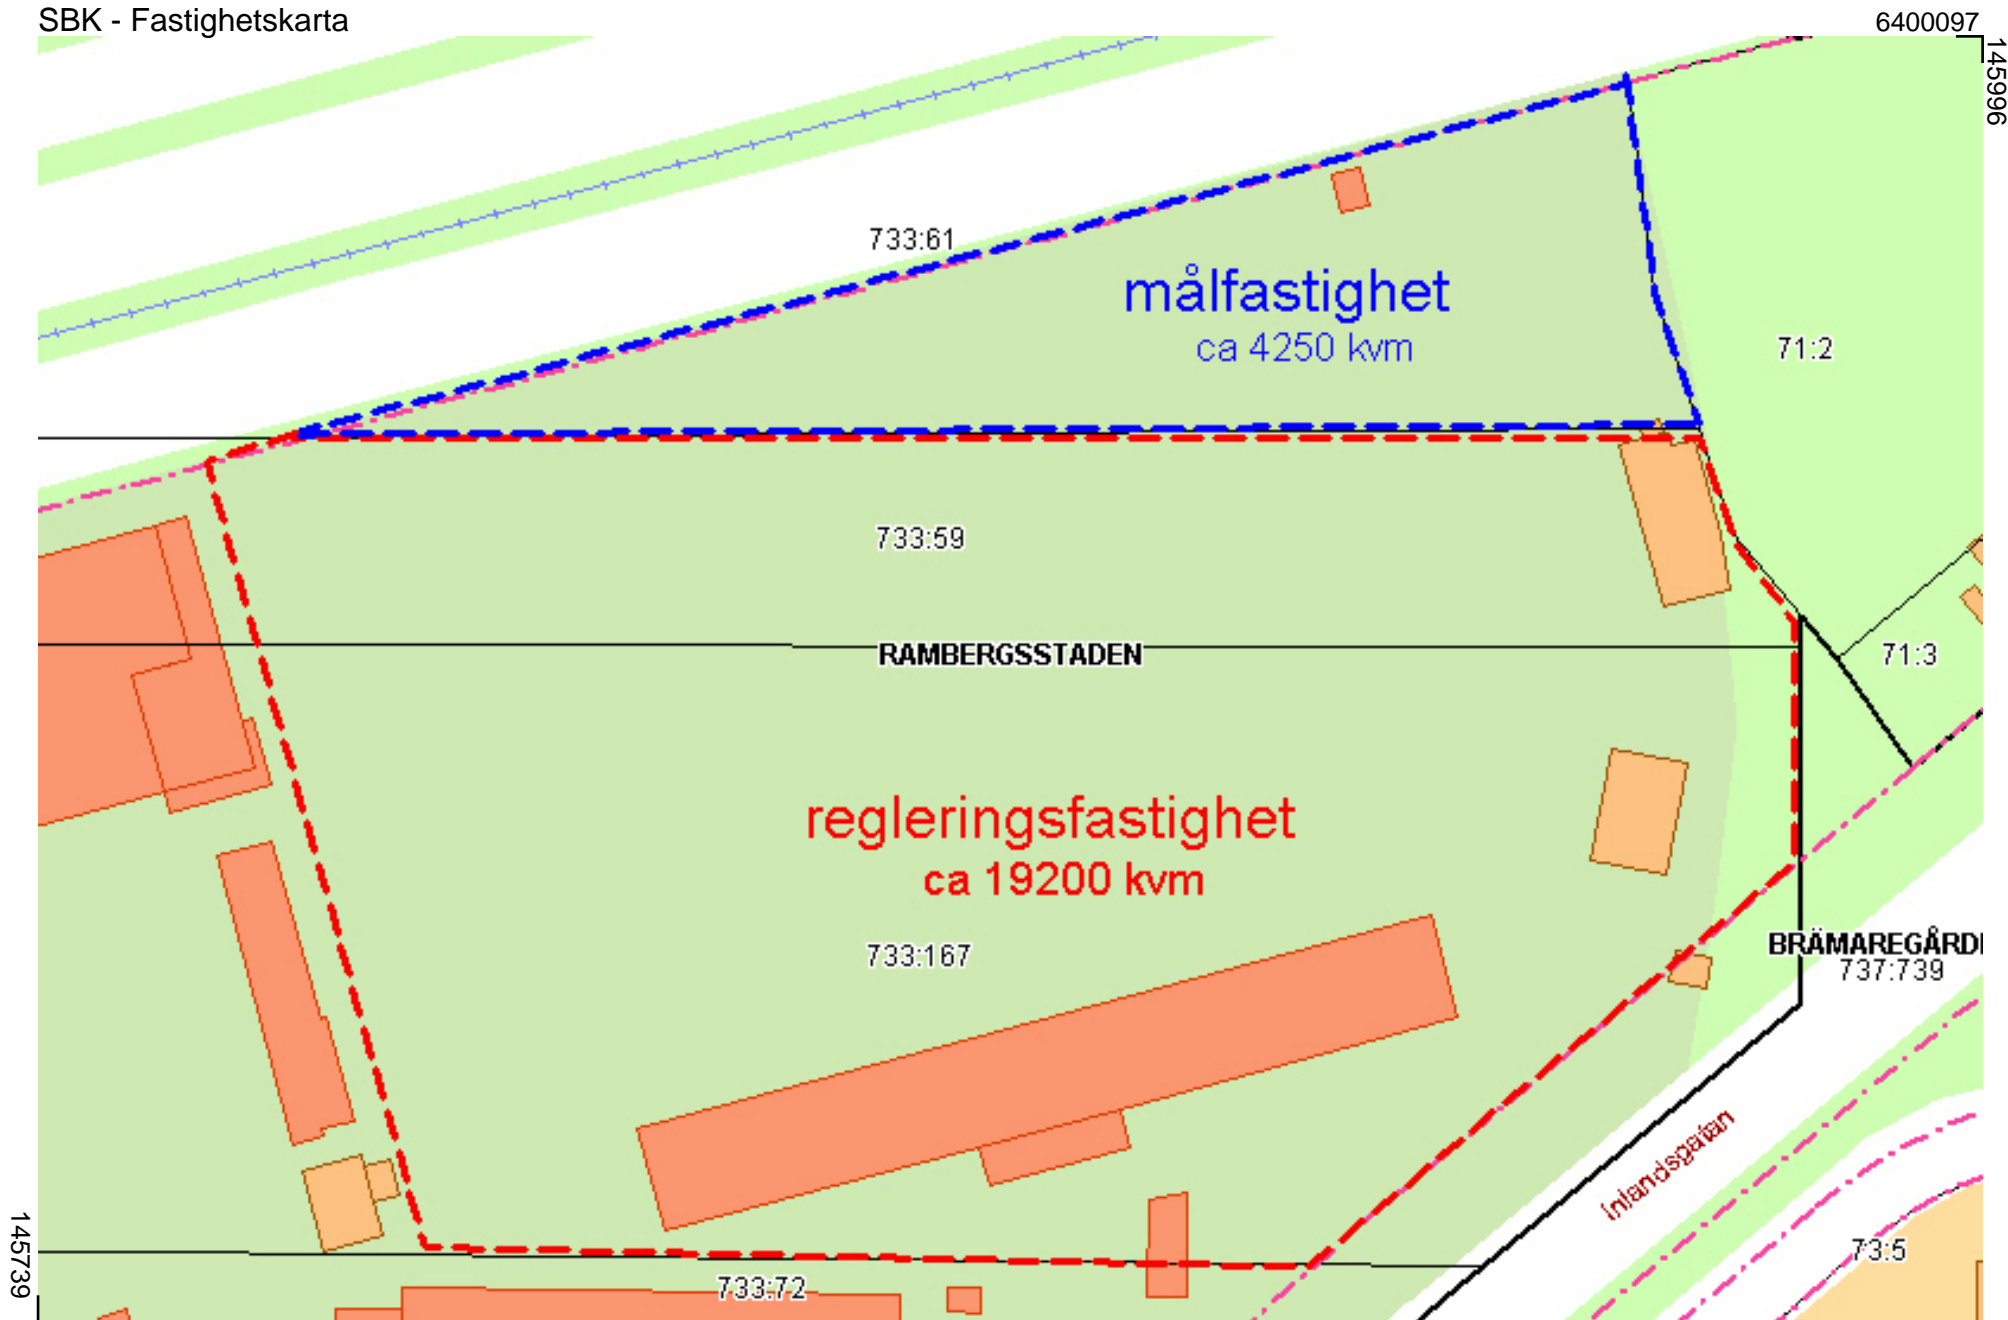 SBK - Fastighetskarta
6400097
145996
733:61
målfastighet
ca 4250 kvm
71:2
733:59
RAMBERGSSTADEN
71:3
regleringsfastighet
ca 19200 kvm
733:167
BRÄMAREGÅRD
737:739
Inlandsgatan
145739
733:72
73:5